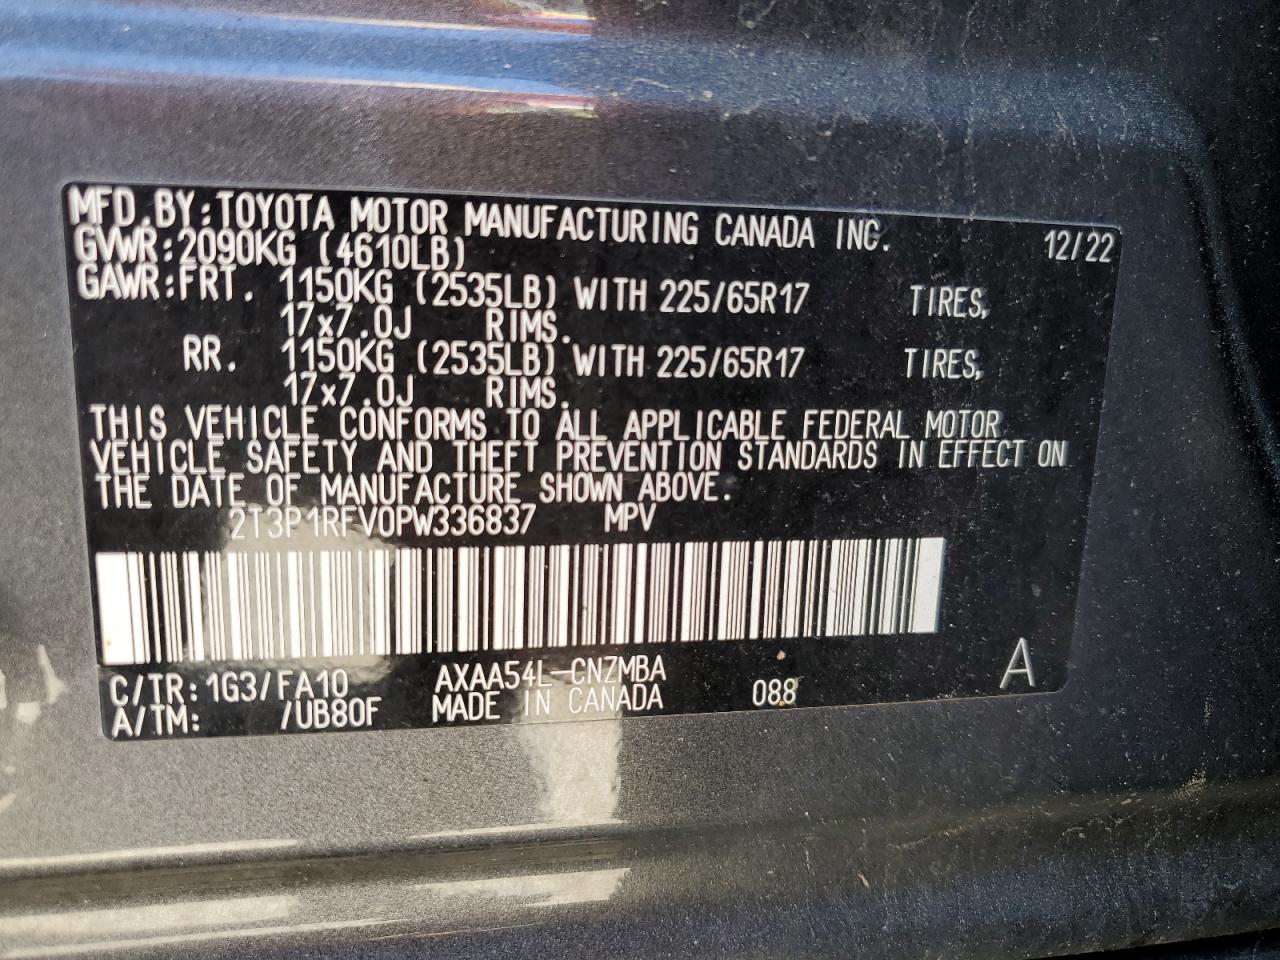 MFD.BY:TOYOTA MOTOR MANUFACTURING CANADA INC. 12/22
GVWR:2090KG (4610LB)
GAWR:FRT. 1150KG (2535LB) WITH 225/65R17 TIRES,
17x7.0J RIMS.
RR. 1150KG (2535LB) WITH 225/65R17 TIRES,
17x7.0J RIMS.
THIS VEHICLE CONFORMS TO ALL APPLICABLE FEDERAL MOTOR
VEHICLE SAFETY AND THEFT PREVENTION STANDARDS IN EFFECT ON
THE DATE OF MANUFACTURE SHOWN ABOVE.
2T3P1RFV0PW336837 MPV
C/TR: 1G3/FA10 AXAA54L-CNZMBA
A/TM: /UB80F MADE IN CANADA 088 A